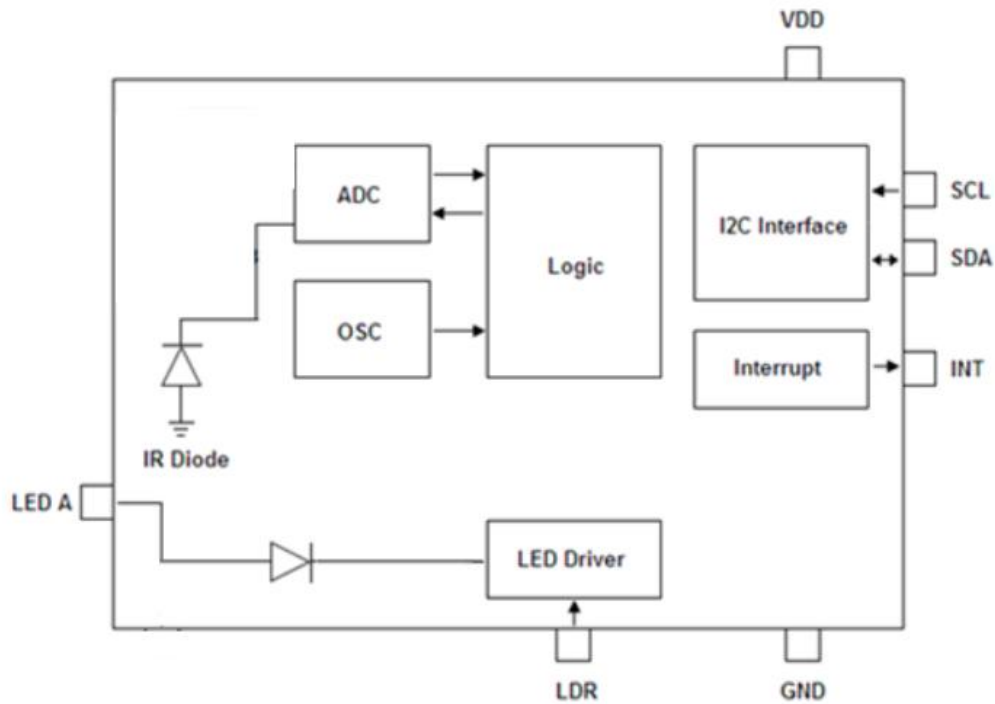 VDD
ADC
Logic
I2C Interface
SCL
SDA
OSC
Interrupt
INT
IR Diode
LED A
LED Driver
LDR
GND